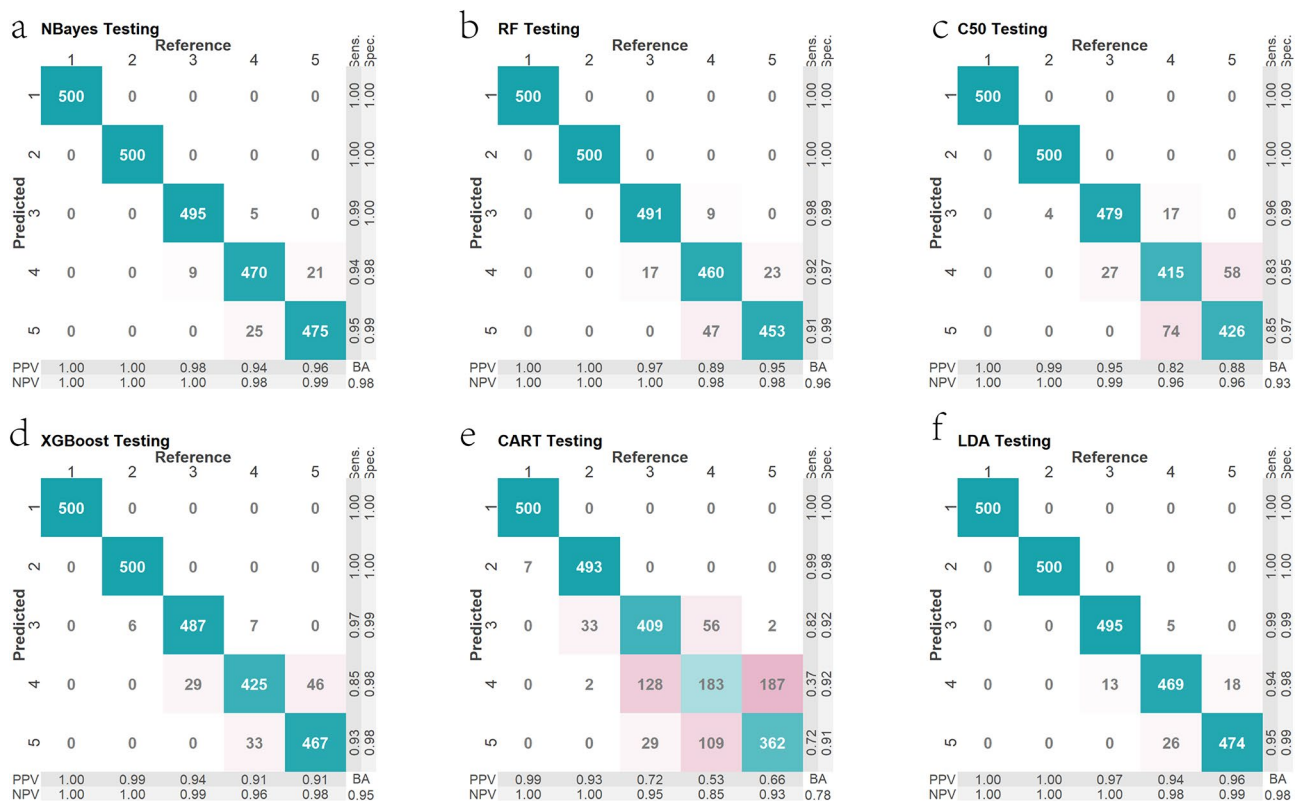 a NBayes Testing
Reference
1 2 3 4 5 Sens. Spec.
Predicted
1 500 0 0 0 0 1.00 1.00
2 0 500 0 0 0 1.00 1.00
3 0 0 495 5 0 0.99 1.00
4 0 0 9 470 21 0.94 0.98
5 0 0 0 25 475 0.95 0.99
PPV 1.00 1.00 0.98 0.94 0.96 BA
NPV 1.00 1.00 1.00 0.98 0.99 0.98
b RF Testing
Reference
1 2 3 4 5 Sens. Spec.
Predicted
1 500 0 0 0 0 1.00 1.00
2 0 500 0 0 0 1.00 1.00
3 0 0 491 9 0 0.98 0.99
4 0 0 17 460 23 0.92 0.97
5 0 0 0 47 453 0.91 0.99
PPV 1.00 1.00 0.97 0.89 0.95 BA
NPV 1.00 1.00 1.00 0.98 0.98 0.96
c C50 Testing
Reference
1 2 3 4 5 Sens. Spec.
Predicted
1 500 0 0 0 0 1.00 1.00
2 0 500 0 0 0 1.00 1.00
3 0 4 479 17 0 0.96 0.99
4 0 0 27 415 58 0.83 0.95
5 0 0 0 74 426 0.85 0.97
PPV 1.00 0.99 0.95 0.82 0.88 BA
NPV 1.00 1.00 0.99 0.96 0.96 0.93
d XGBoost Testing
Reference
1 2 3 4 5 Sens. Spec.
Predicted
1 500 0 0 0 0 1.00 1.00
2 0 500 0 0 0 1.00 1.00
3 0 6 487 7 0 0.97 0.99
4 0 0 29 425 46 0.85 0.98
5 0 0 0 33 467 0.93 0.98
PPV 1.00 0.99 0.94 0.91 0.91 BA
NPV 1.00 1.00 0.99 0.96 0.98 0.95
e CART Testing
Reference
1 2 3 4 5 Sens. Spec.
Predicted
1 500 0 0 0 0 1.00 1.00
2 7 493 0 0 0 0.99 0.98
3 0 33 409 56 2 0.82 0.92
4 0 2 128 183 187 0.37 0.92
5 0 0 29 109 362 0.72 0.91
PPV 0.99 0.93 0.72 0.53 0.66 BA
NPV 1.00 1.00 0.95 0.85 0.93 0.78
f LDA Testing
Reference
1 2 3 4 5 Sens. Spec.
Predicted
1 500 0 0 0 0 1.00 1.00
2 0 500 0 0 0 1.00 1.00
3 0 0 495 5 0 0.99 0.99
4 0 0 13 469 18 0.94 0.98
5 0 0 0 26 474 0.95 0.99
PPV 1.00 1.00 0.97 0.94 0.96 BA
NPV 1.00 1.00 1.00 0.98 0.99 0.98